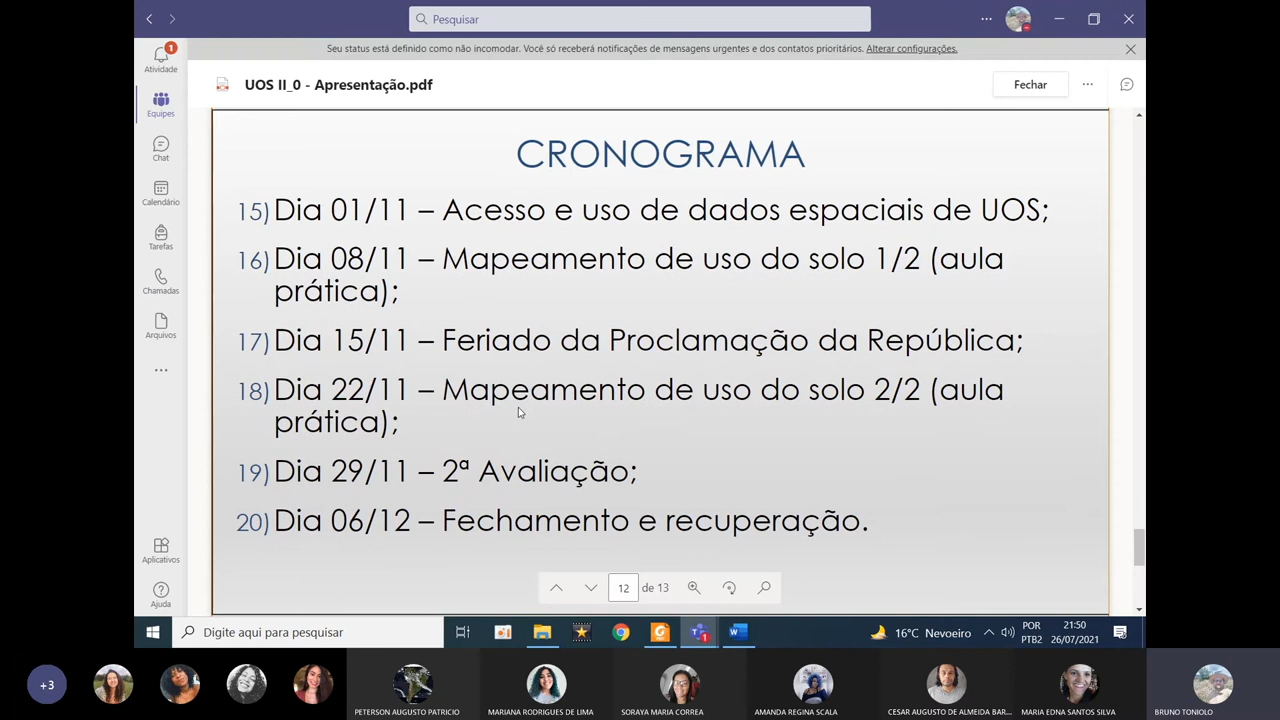 Pesquisar
Seu status está definido como não incomodar. Você só receberá notificações de mensagens urgentes e dos contatos prioritários. Alterar configurações.
1
Atividade
Equipes
Chat
Calendário
Tarefas
Chamadas
Arquivos
Aplicativos
Ajuda
UOS II_0 - Apresentação.pdf
Fechar
CRONOGRAMA
15) Dia 01/11 – Acesso e uso de dados espaciais de UOS;
16) Dia 08/11 – Mapeamento de uso do solo 1/2 (aula
prática);
17) Dia 15/11 – Feriado da Proclamação da República;
18) Dia 22/11 – Mapeamento de uso do solo 2/2 (aula
prática);
19) Dia 29/11 – 2ª Avaliação;
20) Dia 06/12 – Fechamento e recuperação.
12 de 13
Digite aqui para pesquisar
1
16°C Nevoeiro
POR
PTB2
21:50
26/07/2021
+3
PETERSON AUGUSTO PATRICIO
MARIANA RODRIGUES DE LIMA
SORAYA MARIA CORREA
AMANDA REGINA SCALA
CESAR AUGUSTO DE ALMEIDA BAR...
MARIA EDNA SANTOS SILVA
BRUNO TONIOLO